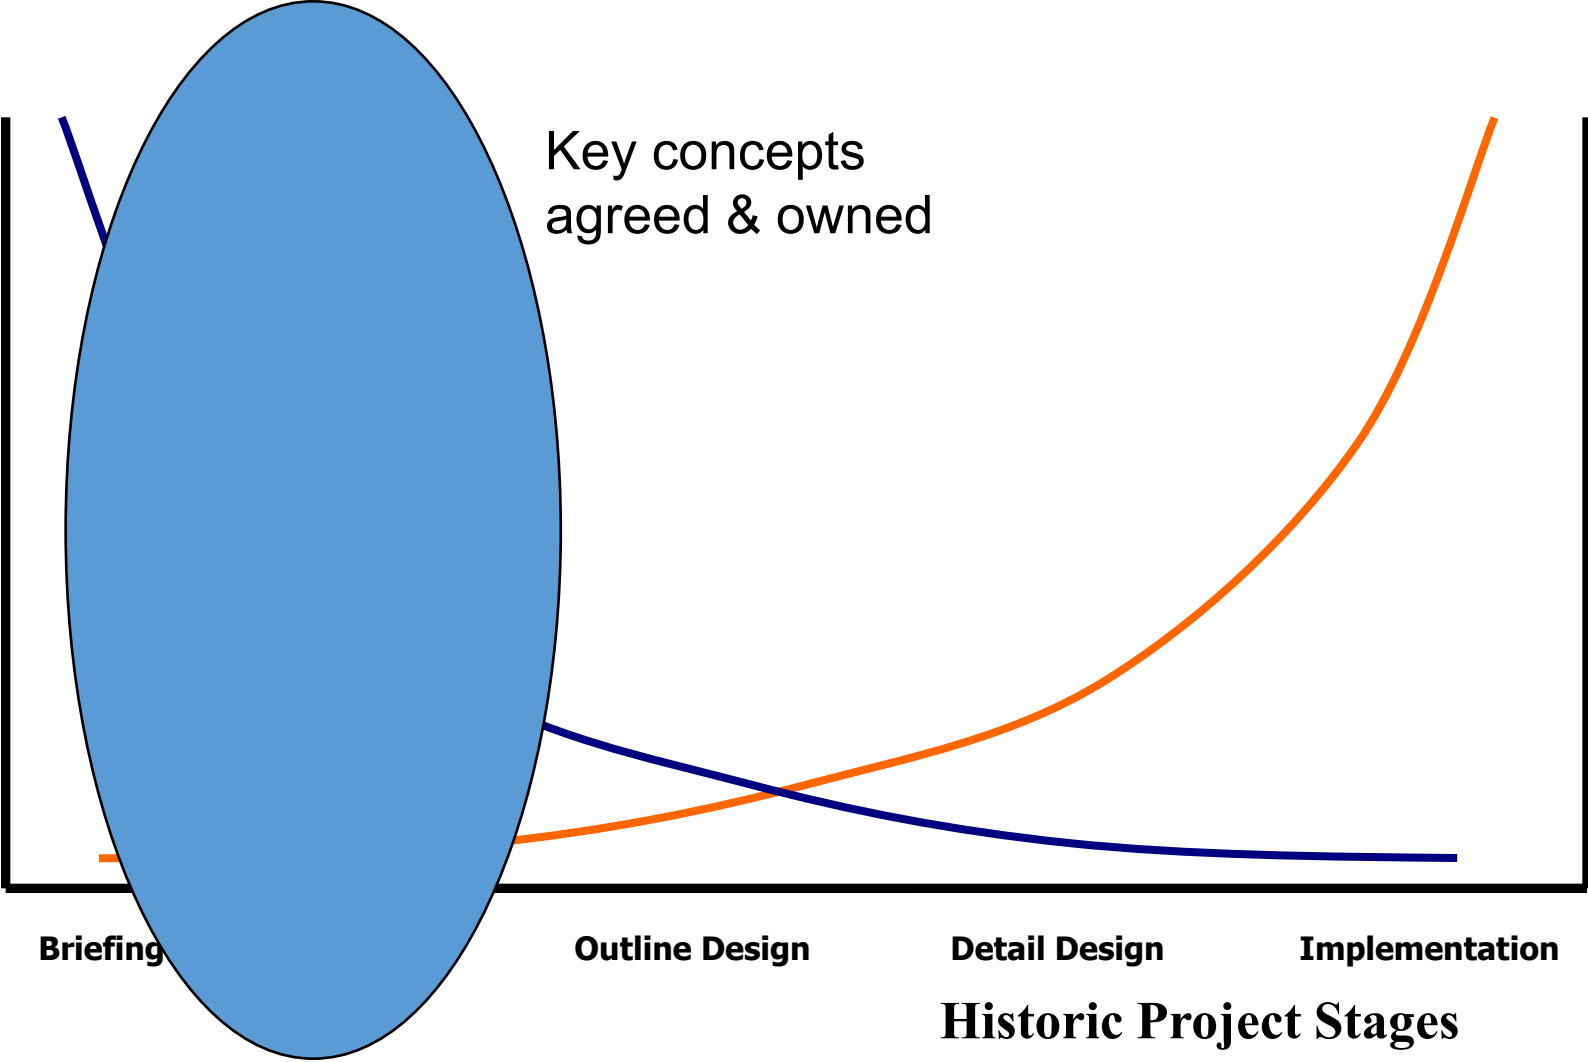 Key concepts
agreed & owned
Briefing
Outline Design
Detail Design
Implementation
Historic Project Stages